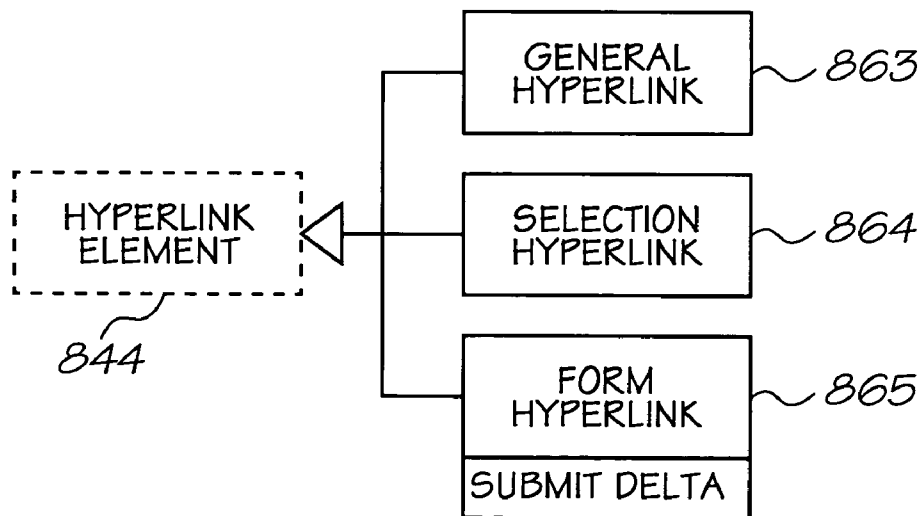 GENERAL
HYPERLINK
863
HYPERLINK
ELEMENT
844
SELECTION
HYPERLINK
864
FORM
HYPERLINK
865
SUBMIT DELTA